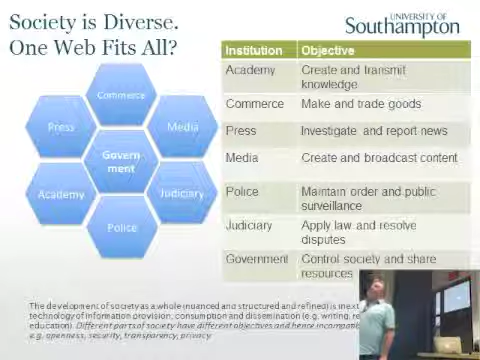 Society is Diverse.
One Web Fits All?
UNIVERSITY OF
Southampton
Commerce
Press
Media
Govern
ment
Academy
Judiciary
Police
Institution Objective
Academy Create and transmit
knowledge
Commerce Make and trade goods
Press Investigate and report news
Media Create and broadcast content
Police Maintain order and public
surveillance
Judiciary Apply law and resolve
disputes
Government Control society and share
resources
The development of society as a whole (nuanced and structured and refined) is
technology of information provision, consumption and dissemination (e.g. writing,
education). Different parts of society have different objectives and hence
e.g. openness, security, transparency, privacy